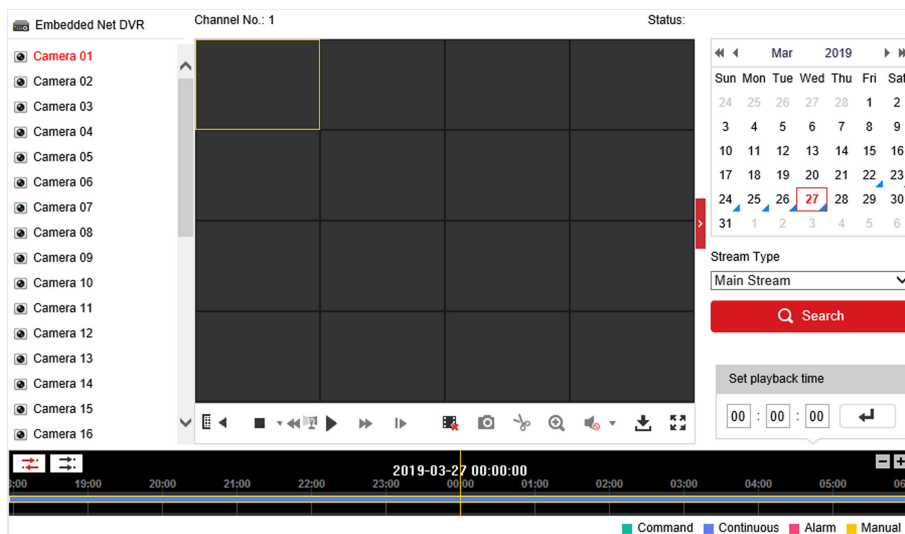 Embedded Net DVR
Channel No.: 1
Status:
Camera 01
Camera 02
Camera 03
Camera 04
Camera 05
Camera 06
Camera 07
Camera 08
Camera 09
Camera 10
Camera 11
Camera 12
Camera 13
Camera 14
Camera 15
Camera 16
Mar 2019
Sun Mon Tue Wed Thu Fri Sat
24 25 26 27 28 1 2
3 4 5 6 7 8 9
10 11 12 13 14 15 16
17 18 19 20 21 22 23
24 25 26 27 28 29 30
31 1 2 3 4 5 6
Stream Type
Main Stream
Search
Set playback time
00 : 00 : 00
2019-03-27 00:00:00
:00 19:00 20:00 21:00 22:00 23:00 00:00 01:00 02:00 03:00 04:00 05:00 06
Command Continuous Alarm Manual